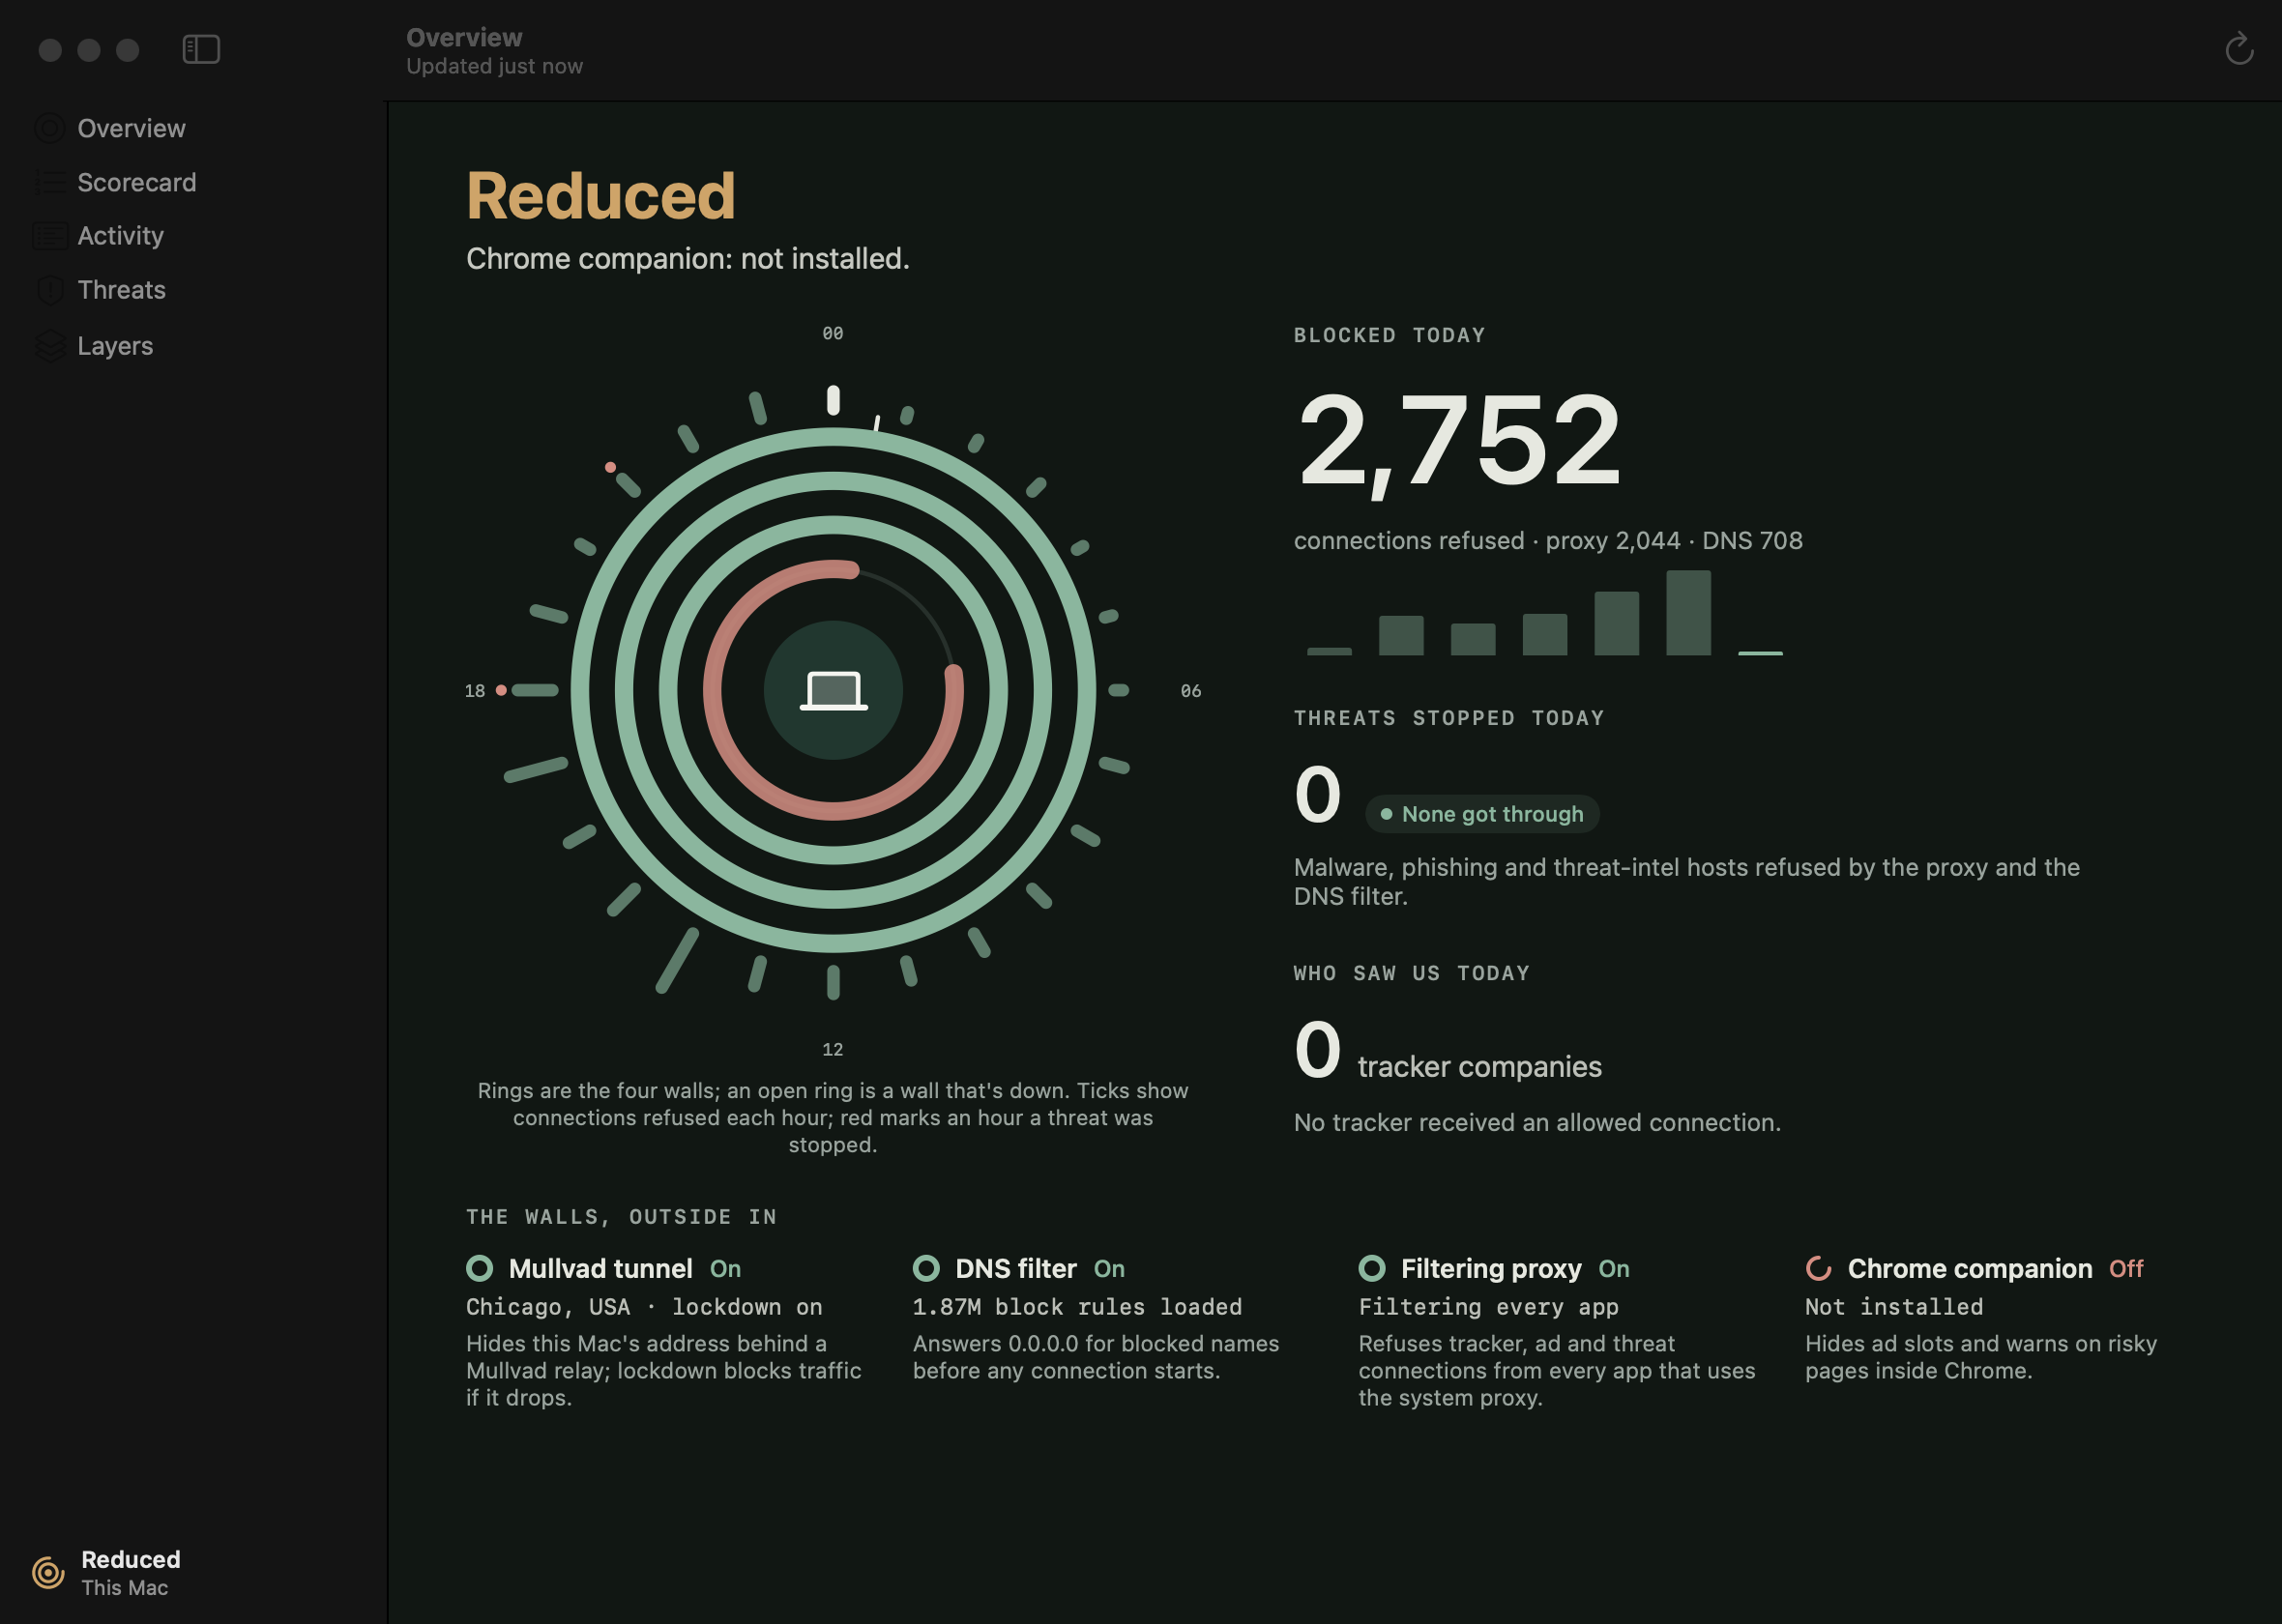 Overview
Updated just now
Overview
Scorecard
Activity
Threats
Layers
Reduced
Chrome companion: not installed.
00
18
06
12
Rings are the four walls; an open ring is a wall that's down. Ticks show
connections refused each hour; red marks an hour a threat was
stopped.
BLOCKED TODAY
2,752
connections refused · proxy 2,044 · DNS 708
THREATS STOPPED TODAY
0 None got through
Malware, phishing and threat-intel hosts refused by the proxy and the
DNS filter.
WHO SAW US TODAY
0 tracker companies
No tracker received an allowed connection.
THE WALLS, OUTSIDE IN
Mullvad tunnel On
Chicago, USA · lockdown on
Hides this Mac's address behind a
Mullvad relay; lockdown blocks traffic
if it drops.
DNS filter On
1.87M block rules loaded
Answers 0.0.0.0 for blocked names
before any connection starts.
Filtering proxy On
Filtering every app
Refuses tracker, ad and threat
connections from every app that uses
the system proxy.
Chrome companion Off
Not installed
Hides ad slots and warns on risky
pages inside Chrome.
Reduced
This Mac